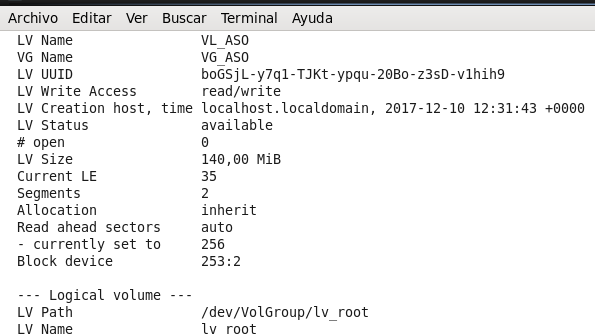 Archivo Editar Ver Buscar Terminal Ayuda
LV Name VL_ASO
VG Name VG_ASO
LV UUID boGSjL-y7q1-TJKt-ypqu-20Bo-z3sD-v1hih9
LV Write Access read/write
LV Creation host, time localhost.localdomain, 2017-12-10 12:31:43 +0000
LV Status available
# open 0
LV Size 140,00 MiB
Current LE 35
Segments 2
Allocation inherit
Read ahead sectors auto
- currently set to 256
Block device 253:2
--- Logical volume ---
LV Path /dev/VolGroup/lv_root
LV Name lv_root